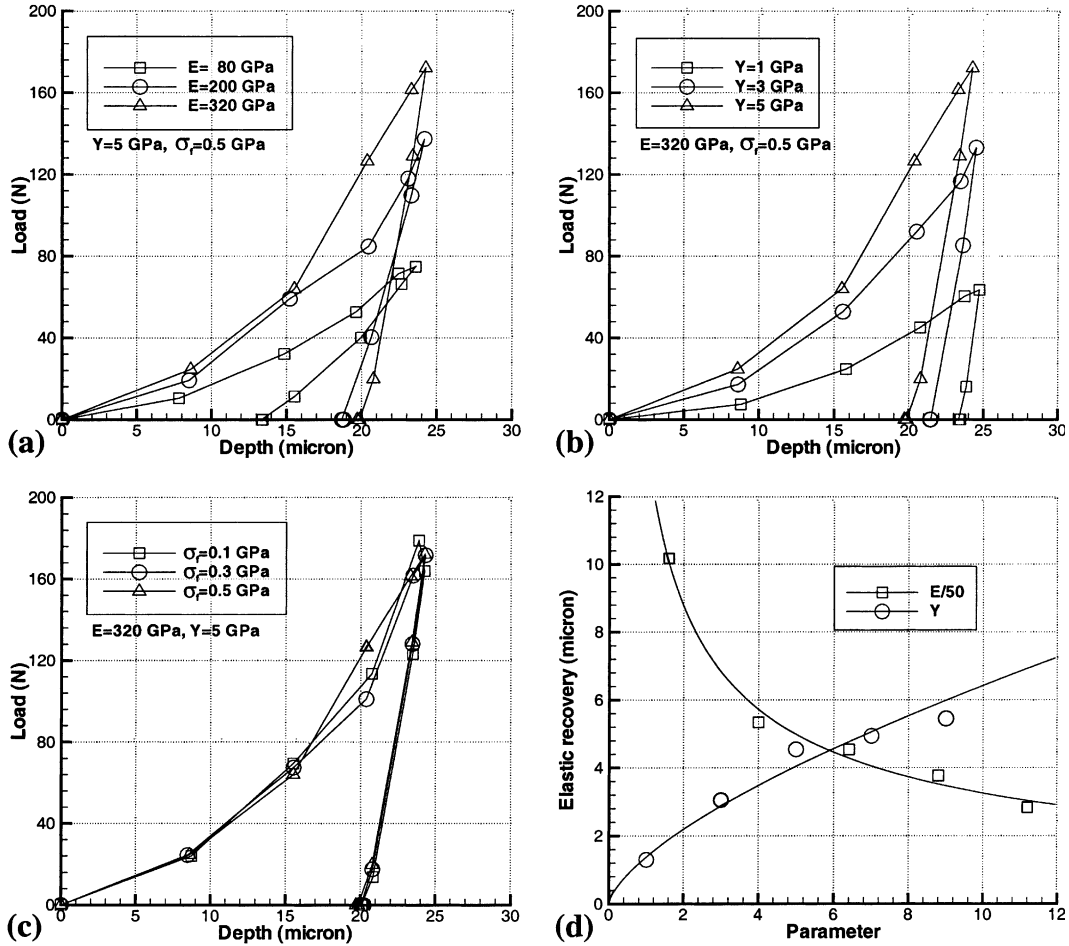 200
160
120
80
40
0
Load (N)
E= 80 GPa
E=200 GPa
E=320 GPa
Y=5 GPa, σr=0.5 GPa
0 5 10 15 20 25 30
Depth (micron)
(a)
200
160
120
80
40
0
Load (N)
Y=1 GPa
Y=3 GPa
Y=5 GPa
E=320 GPa, σr=0.5 GPa
0 5 10 15 20 25 30
Depth (micron)
(b)
200
160
120
80
40
0
Load (N)
σr=0.1 GPa
σr=0.3 GPa
σr=0.5 GPa
E=320 GPa, Y=5 GPa
0 5 10 15 20 25 30
Depth (micron)
(c)
12
10
8
6
4
2
0
Elastic recovery (micron)
E/50
Y
0 2 4 6 8 10 12
Parameter
(d)